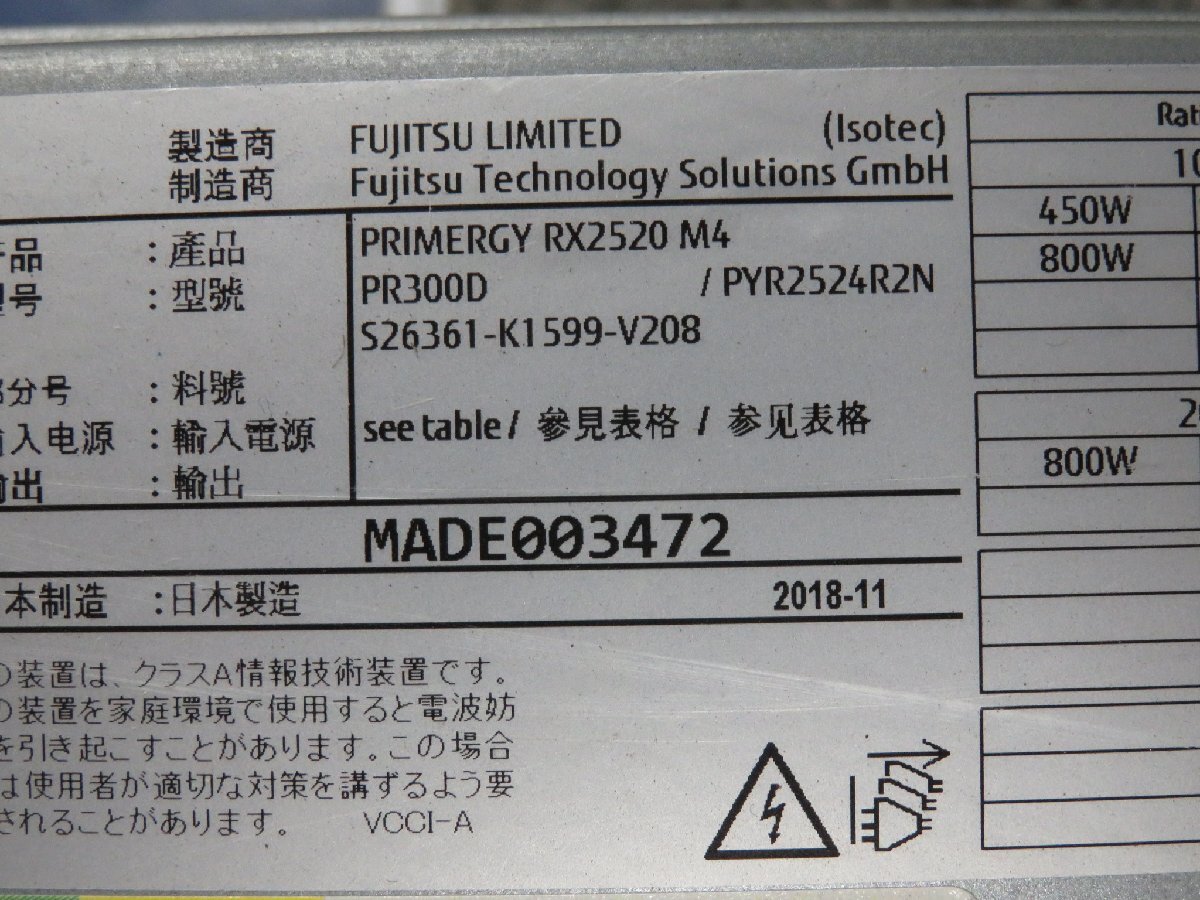 製造商 FUJITSU LIMITED (Isotec)
制造商 Fujitsu Technology Solutions GmbH
品 : 產品 PRIMERGY RX2520 M4
号 : 型號 PR300D / PYR2524R2N
S26361-K1599-V208
分号 : 料號
入电源 : 輸入電源 see table / 參見表格 / 参见表格
出 : 輸出
MADE003472
本制造 :日本製造 2018-11
装置は、クラスA情報技術装置です。
装置を家庭環境で使用すると電波妨
を引き起こすことがあります。この場合
は使用者が適切な対策を講ずるよう要
されることがあります。 VCCI-A
450W
800W
800W